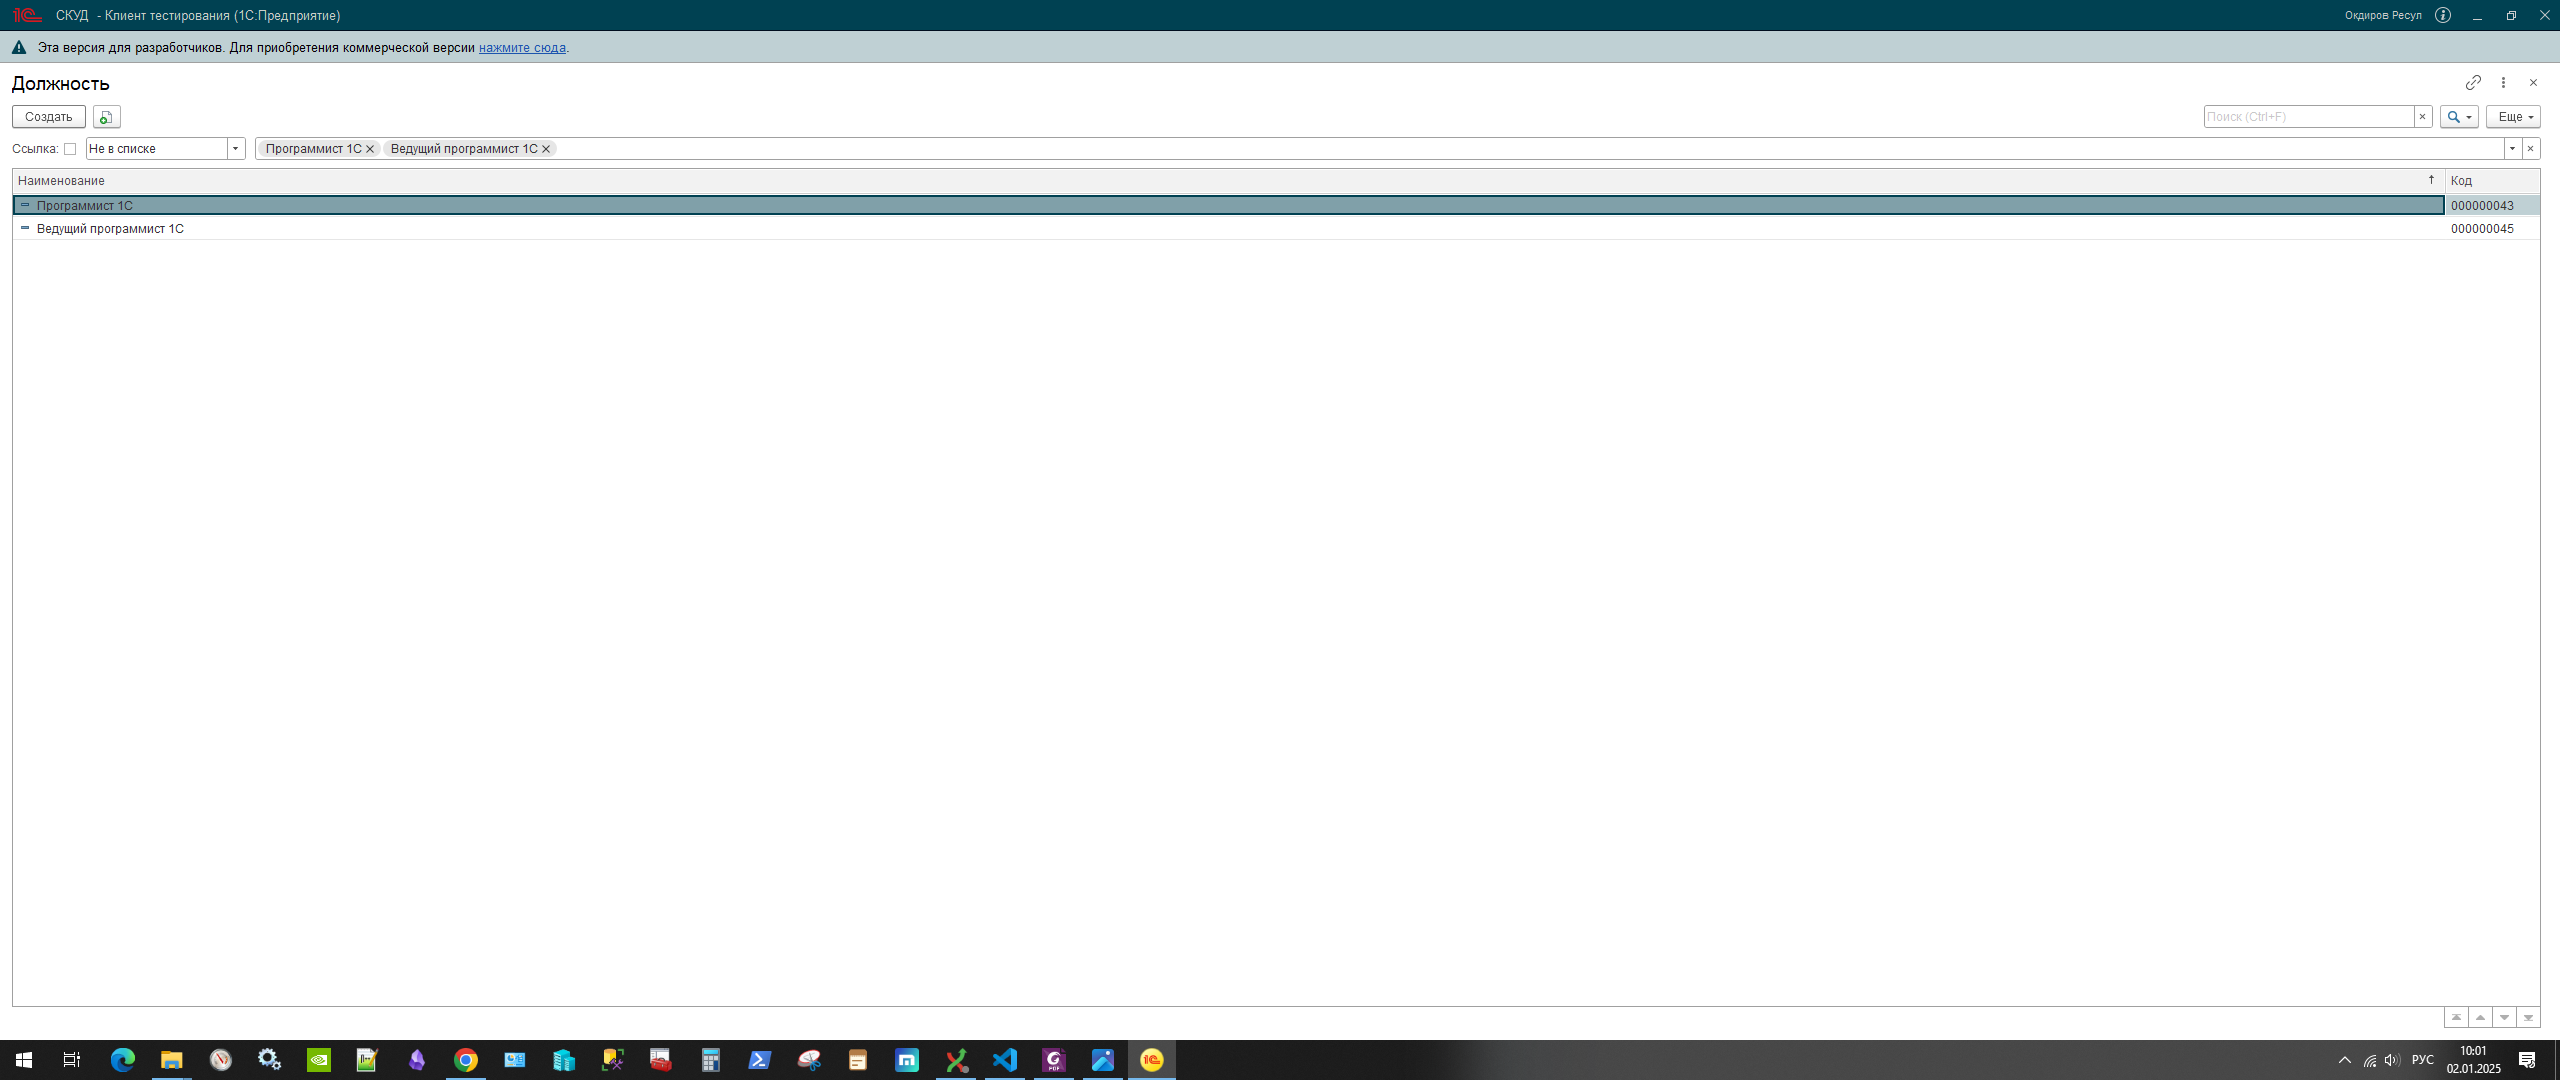 СКУД - Клиент тестирования (1С:Предприятие)
Окдиров Ресул
Эта версия для разработчиков. Для приобретения коммерческой версии нажмите сюда.
Должность
Создать
Поиск (Ctrl+F)
Еще
Ссылка:
Не в списке
Программист 1С
Ведущий программист 1С
Наименование
Код
Программист 1С
000000043
Ведущий программист 1С
000000045
РУС
10:01
02.01.2025